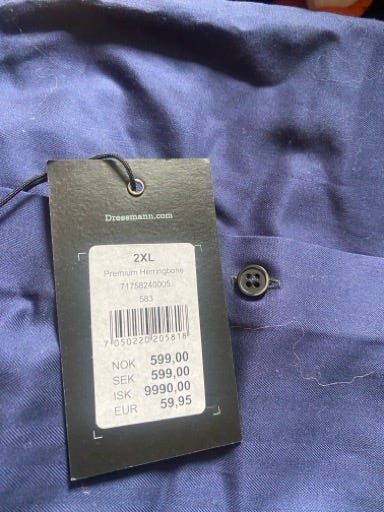 Dressmann.com
2XL
Premium Herringbone
71758240005
583
7 050220 205818
NOK 599,00
SEK 599,00
ISK 9990,00
EUR 59,95